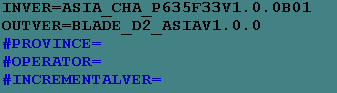 INVER=ASIA_CHA_P635F33V1.0.0B01
OUTVER=BLADE_D2_ASIAV1.0.0
#PROVINCE=
#OPERATOR=
#INCREMENTALVER=